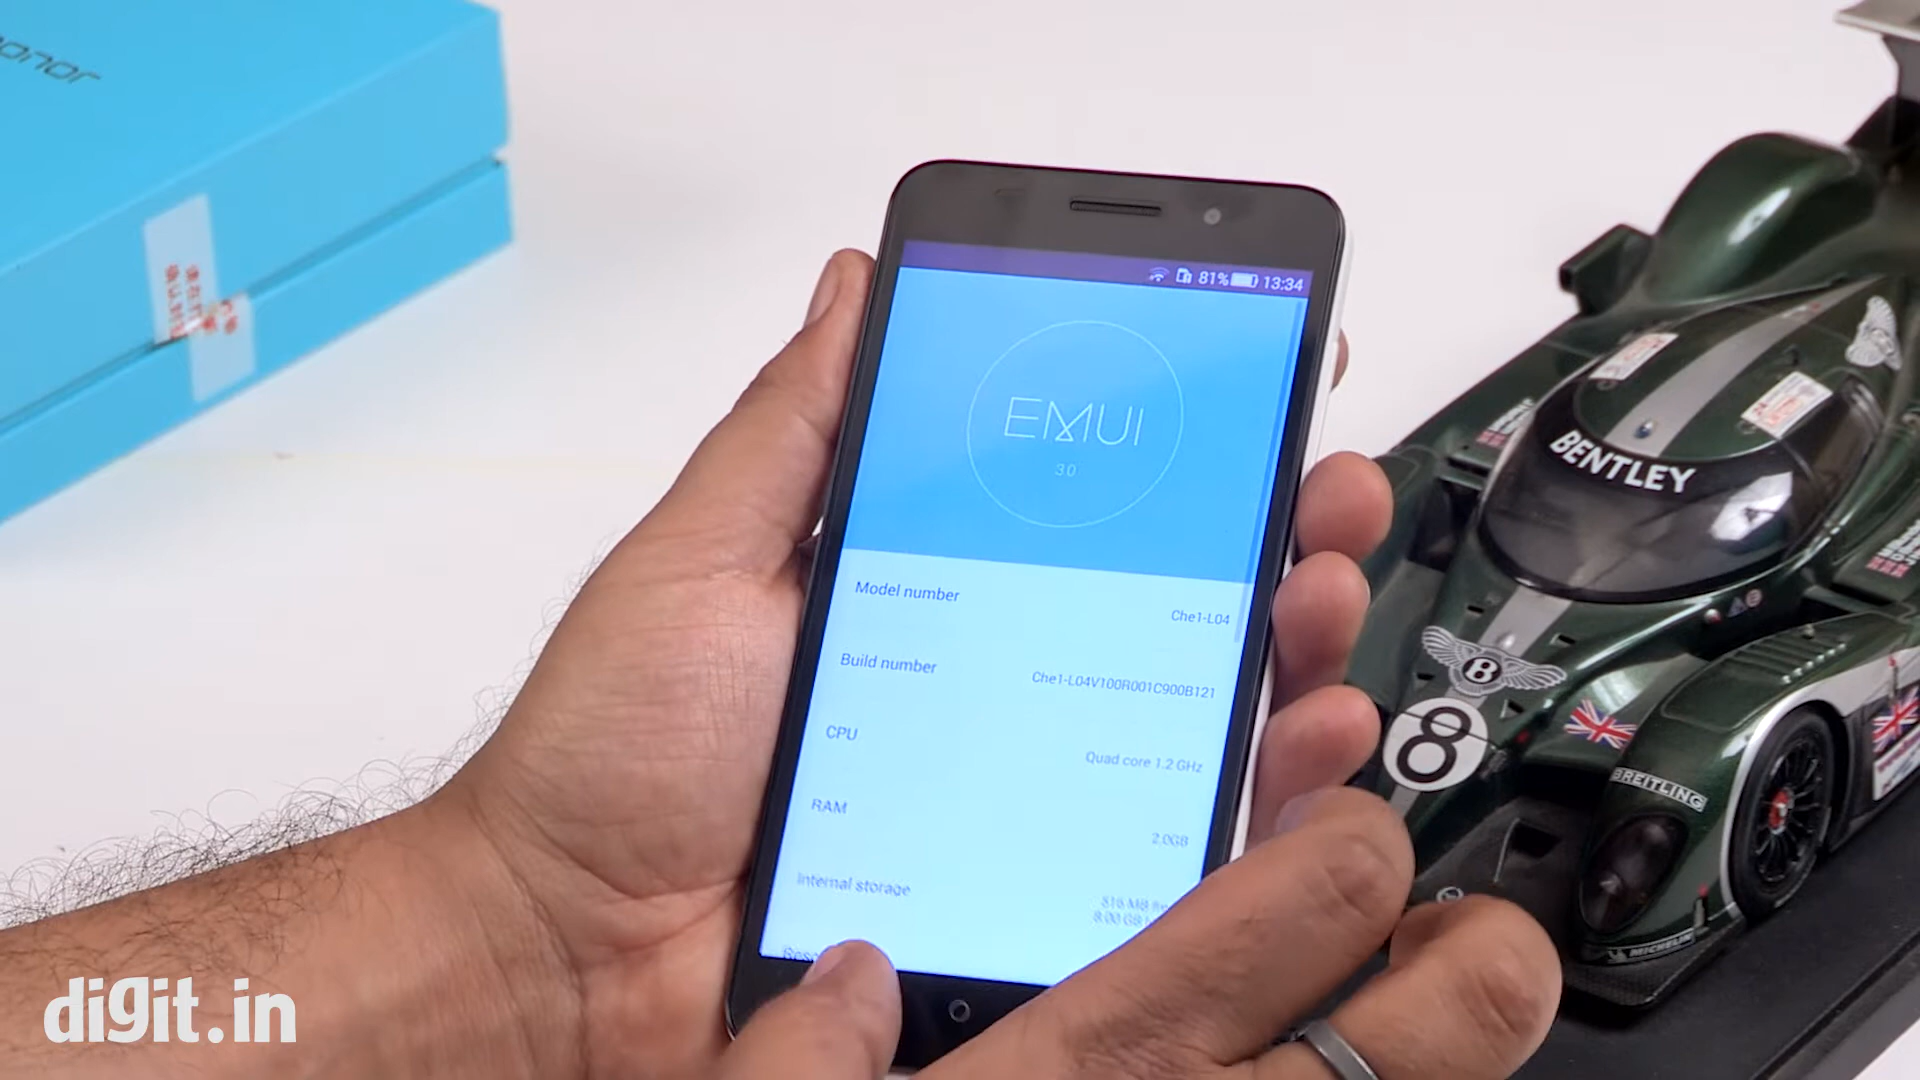 honor
81% 13:34
EMUI
3.0
Model number
Che1-L04
Build number
Che1-L04V100R001C900B121
CPU
Quad core 1.2 GHz
RAM
2.0GB
Internal storage
8.00 GB
BENTLEY
B
8
BREITLING
MICHELIN
digit.in